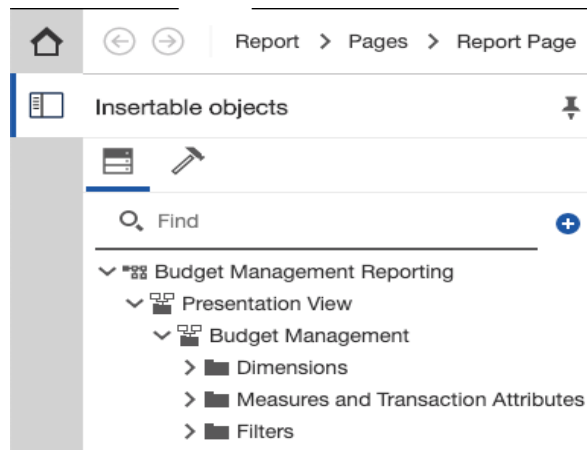 Report > Pages > Report Page
Insertable objects
Find
Budget Management Reporting
Presentation View
Budget Management
Dimensions
Measures and Transaction Attributes
Filters